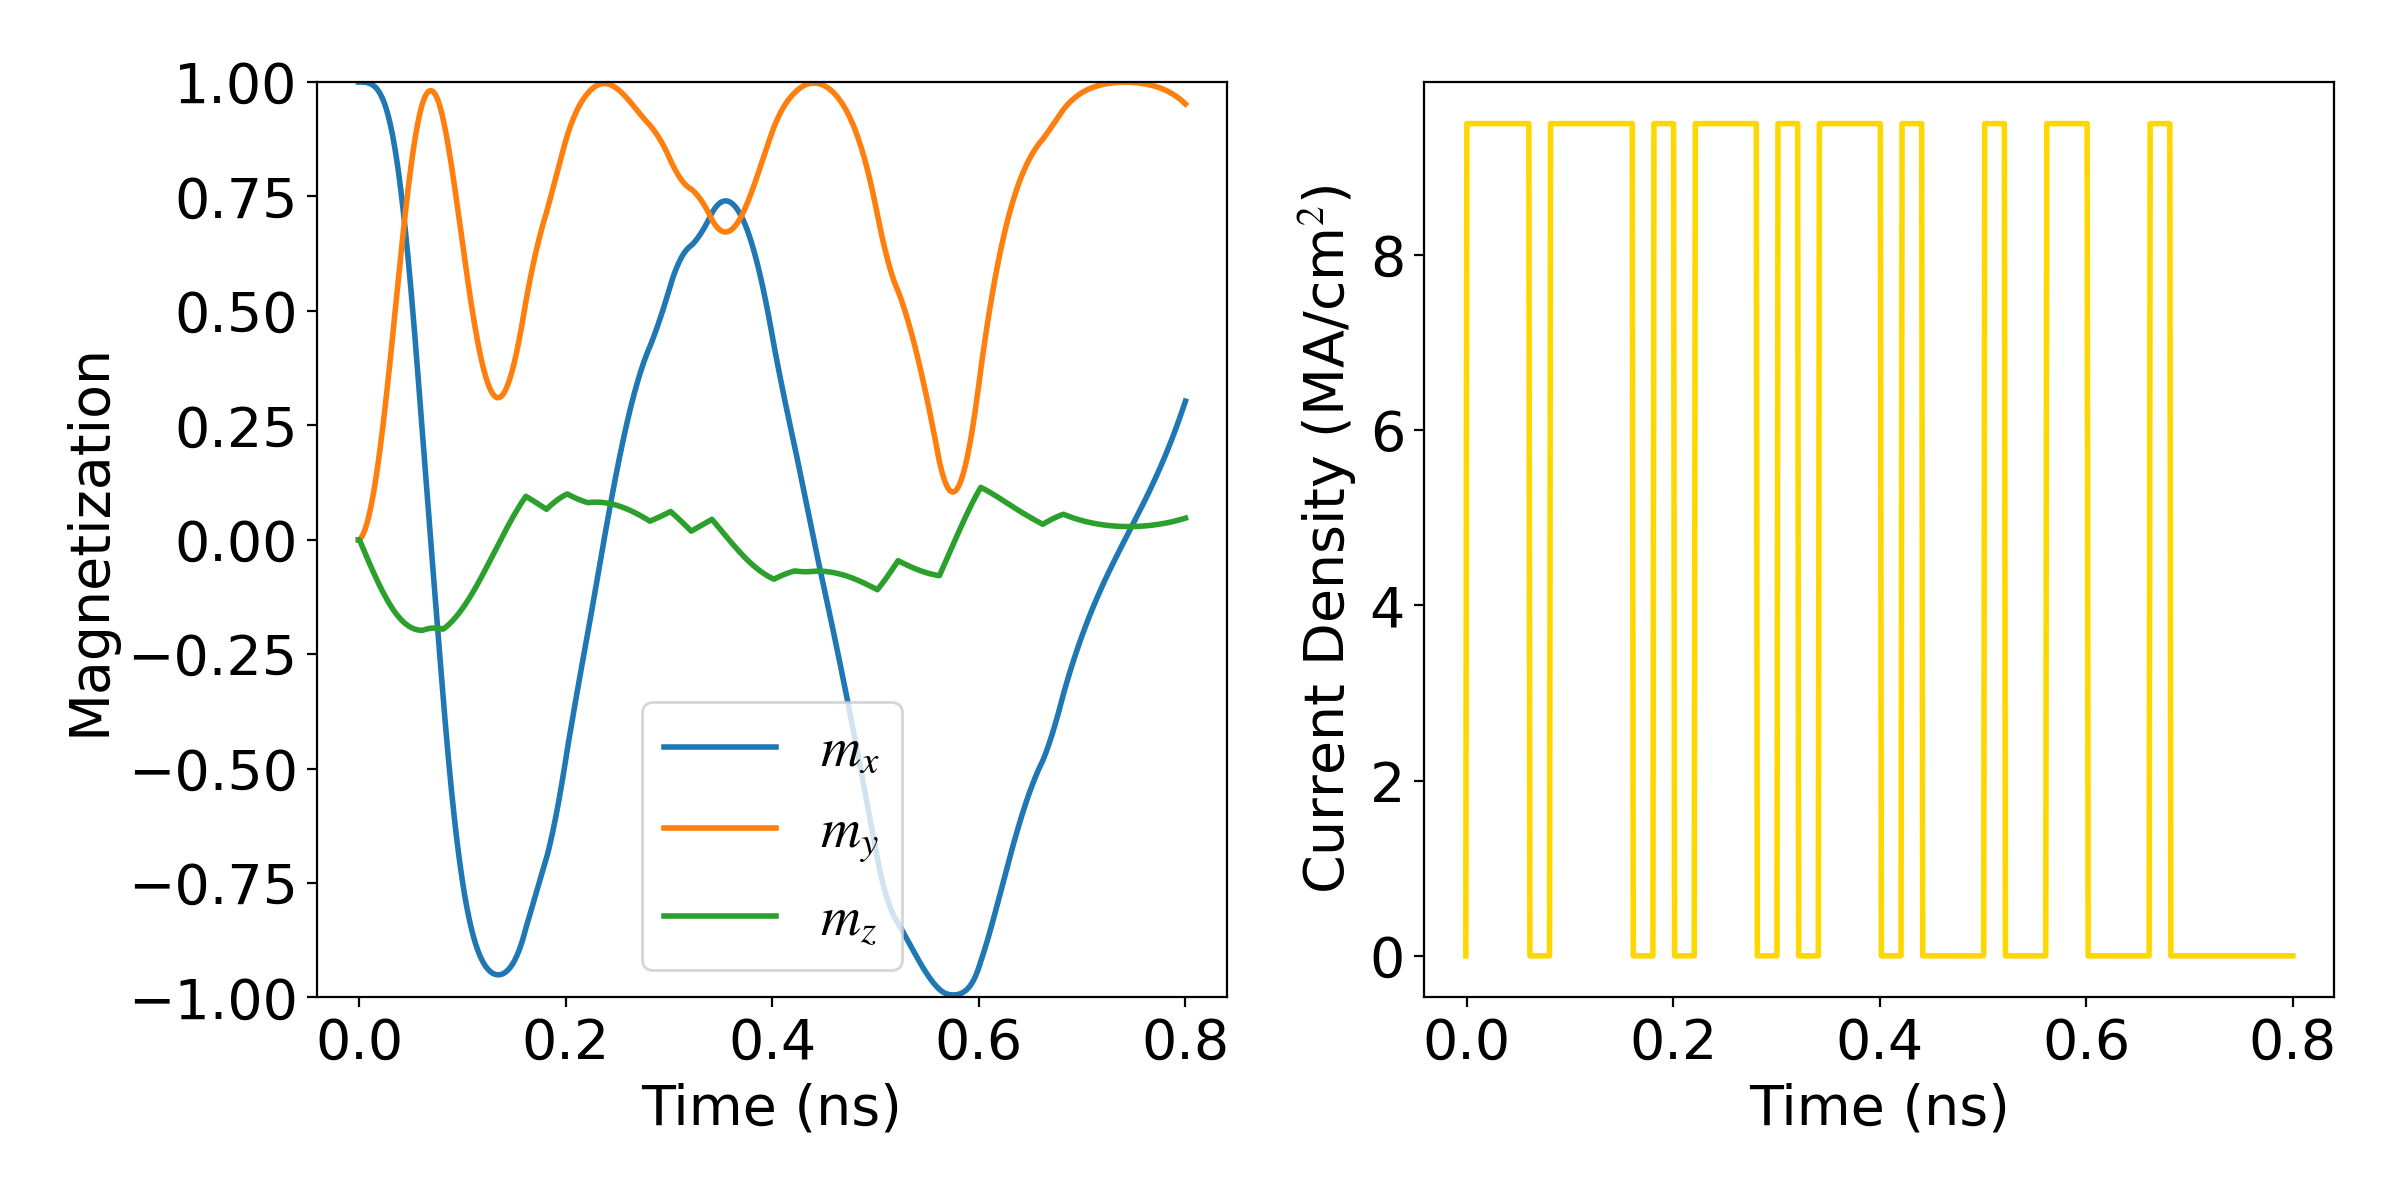 Magnetization
1.00
0.75
0.50
0.25
0.00
−0.25
−0.50
−0.75
−1.00
0.0 0.2 0.4 0.6 0.8
Time (ns)
mₓ
m_y
m_z
Current Density (MA/cm²)
8
6
4
2
0
0.0 0.2 0.4 0.6 0.8
Time (ns)